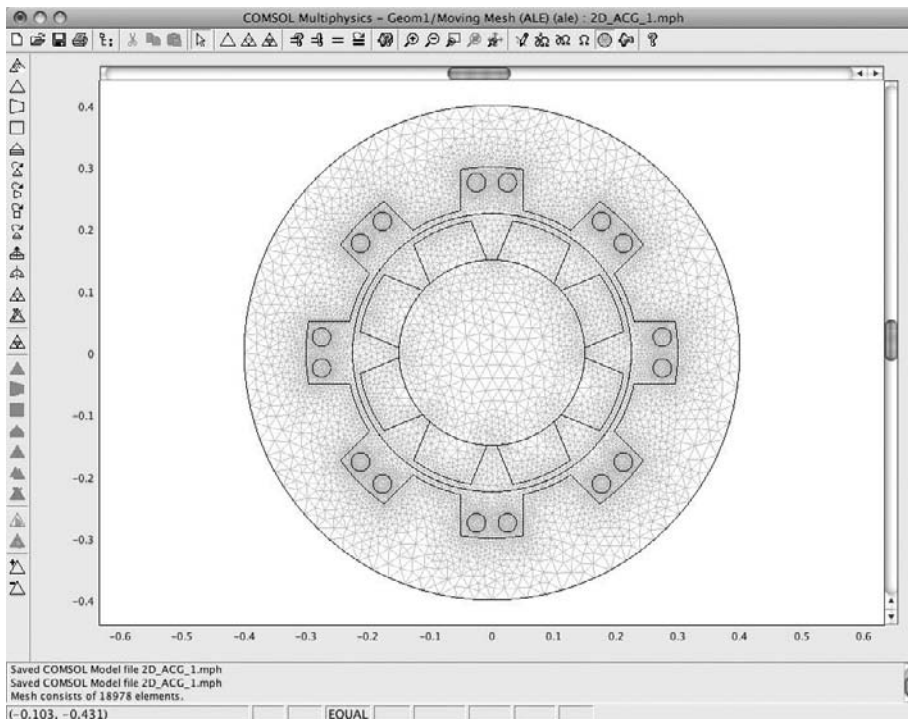 COMSOL Multiphysics – Geom1/Moving Mesh (ALE) (ale) : 2D_ACG_1.mph
0.4
0.3
0.2
0.1
0
-0.1
-0.2
-0.3
-0.4
-0.6 -0.5 -0.4 -0.3 -0.2 -0.1 0 0.1 0.2 0.3 0.4 0.5 0.6
Saved COMSOL Model file 2D_ACG_1.mph
Saved COMSOL Model file 2D_ACG_1.mph
Mesh consists of 18978 elements.
(-0.103, -0.431) EQUAL